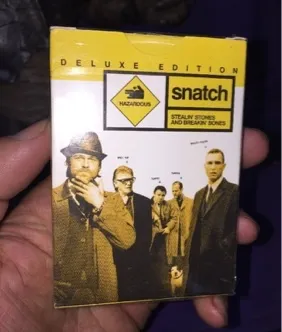 DELUXE EDITION
HAZARDOUS
snatch
STEALIN' STONES
AND BREAKIN' BONES